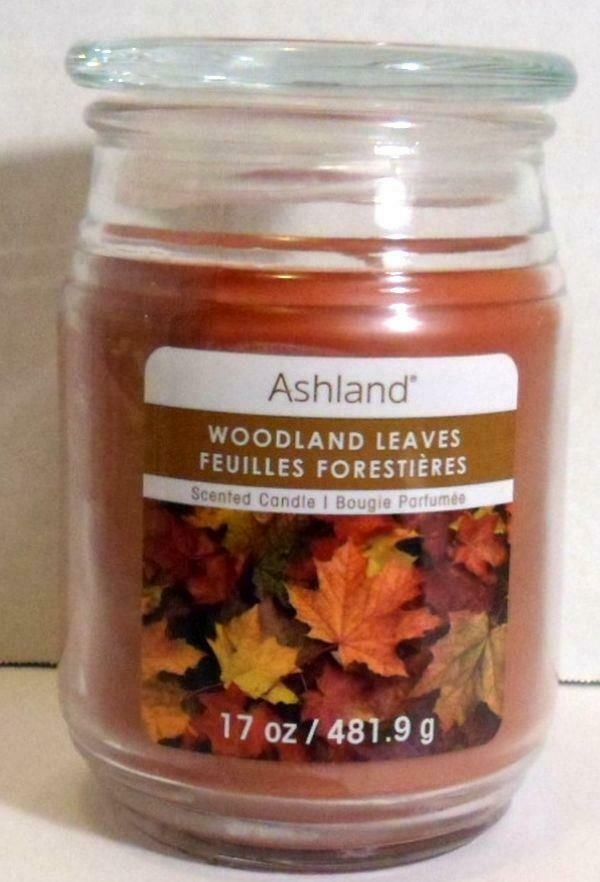 Ashland®
WOODLAND LEAVES
FEUILLES FORESTIÈRES
Scented Candle | Bougie Parfumée
17 oz / 481.9 g